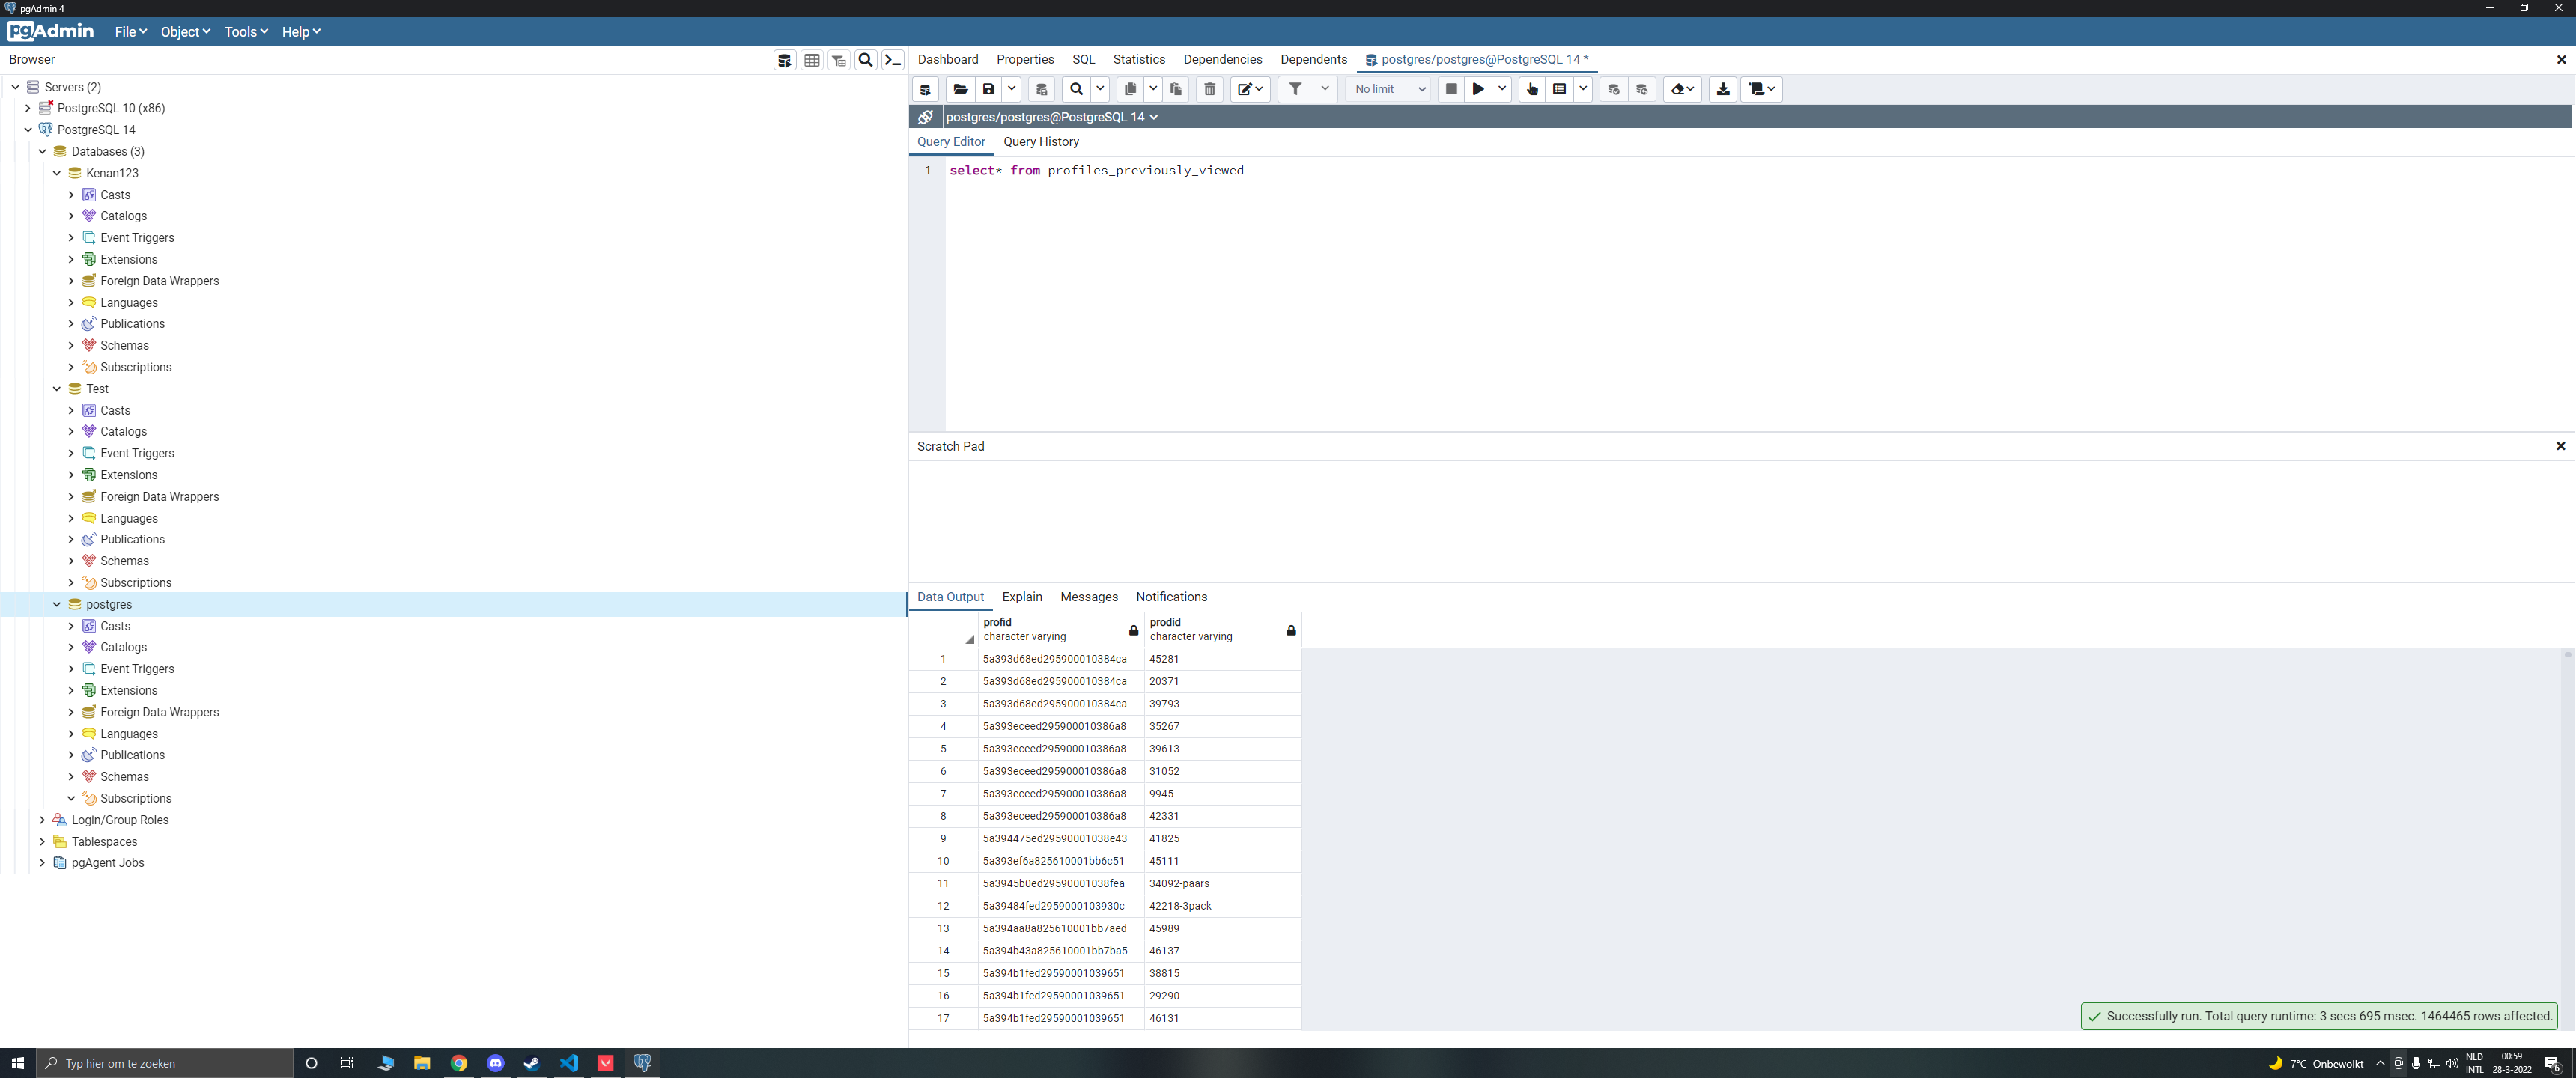 pgAdmin 4
pgAdmin File Object Tools Help
Browser
Servers (2)
PostgreSQL 10 (x86)
PostgreSQL 14
Databases (3)
Kenan123
Casts
Catalogs
Event Triggers
Extensions
Foreign Data Wrappers
Languages
Publications
Schemas
Subscriptions
Test
Casts
Catalogs
Event Triggers
Extensions
Foreign Data Wrappers
Languages
Publications
Schemas
Subscriptions
postgres
Casts
Catalogs
Event Triggers
Extensions
Foreign Data Wrappers
Languages
Publications
Schemas
Subscriptions
Login/Group Roles
Tablespaces
pgAgent Jobs
Dashboard Properties SQL Statistics Dependencies Dependents postgres/postgres@PostgreSQL 14 *
No limit
postgres/postgres@PostgreSQL 14
Query Editor Query History
1 select* from profiles_previously_viewed
Scratch Pad
Data Output Explain Messages Notifications
profid prodid
character varying character varying
1 5a393d68ed295900010384ca 45281
2 5a393d68ed295900010384ca 20371
3 5a393d68ed295900010384ca 39793
4 5a393eceed295900010386a8 35267
5 5a393eceed295900010386a8 39613
6 5a393eceed295900010386a8 31052
7 5a393eceed295900010386a8 9945
8 5a393eceed295900010386a8 42331
9 5a394475ed29590001038e43 41825
10 5a393ef6a825610001bb6c51 45111
11 5a3945b0ed29590001038fea 34092-paars
12 5a39484fed2959000103930c 42218-3pack
13 5a394aa8a825610001bb7aed 45989
14 5a394b43a825610001bb7ba5 46137
15 5a394b1fed29590001039651 38815
16 5a394b1fed29590001039651 29290
17 5a394b1fed29590001039651 46131
Successfully run. Total query runtime: 3 secs 695 msec. 1464465 rows affected.
Typ hier om te zoeken
7°C Onbewolkt
NLD
INTL
00:59
28-3-2022
6